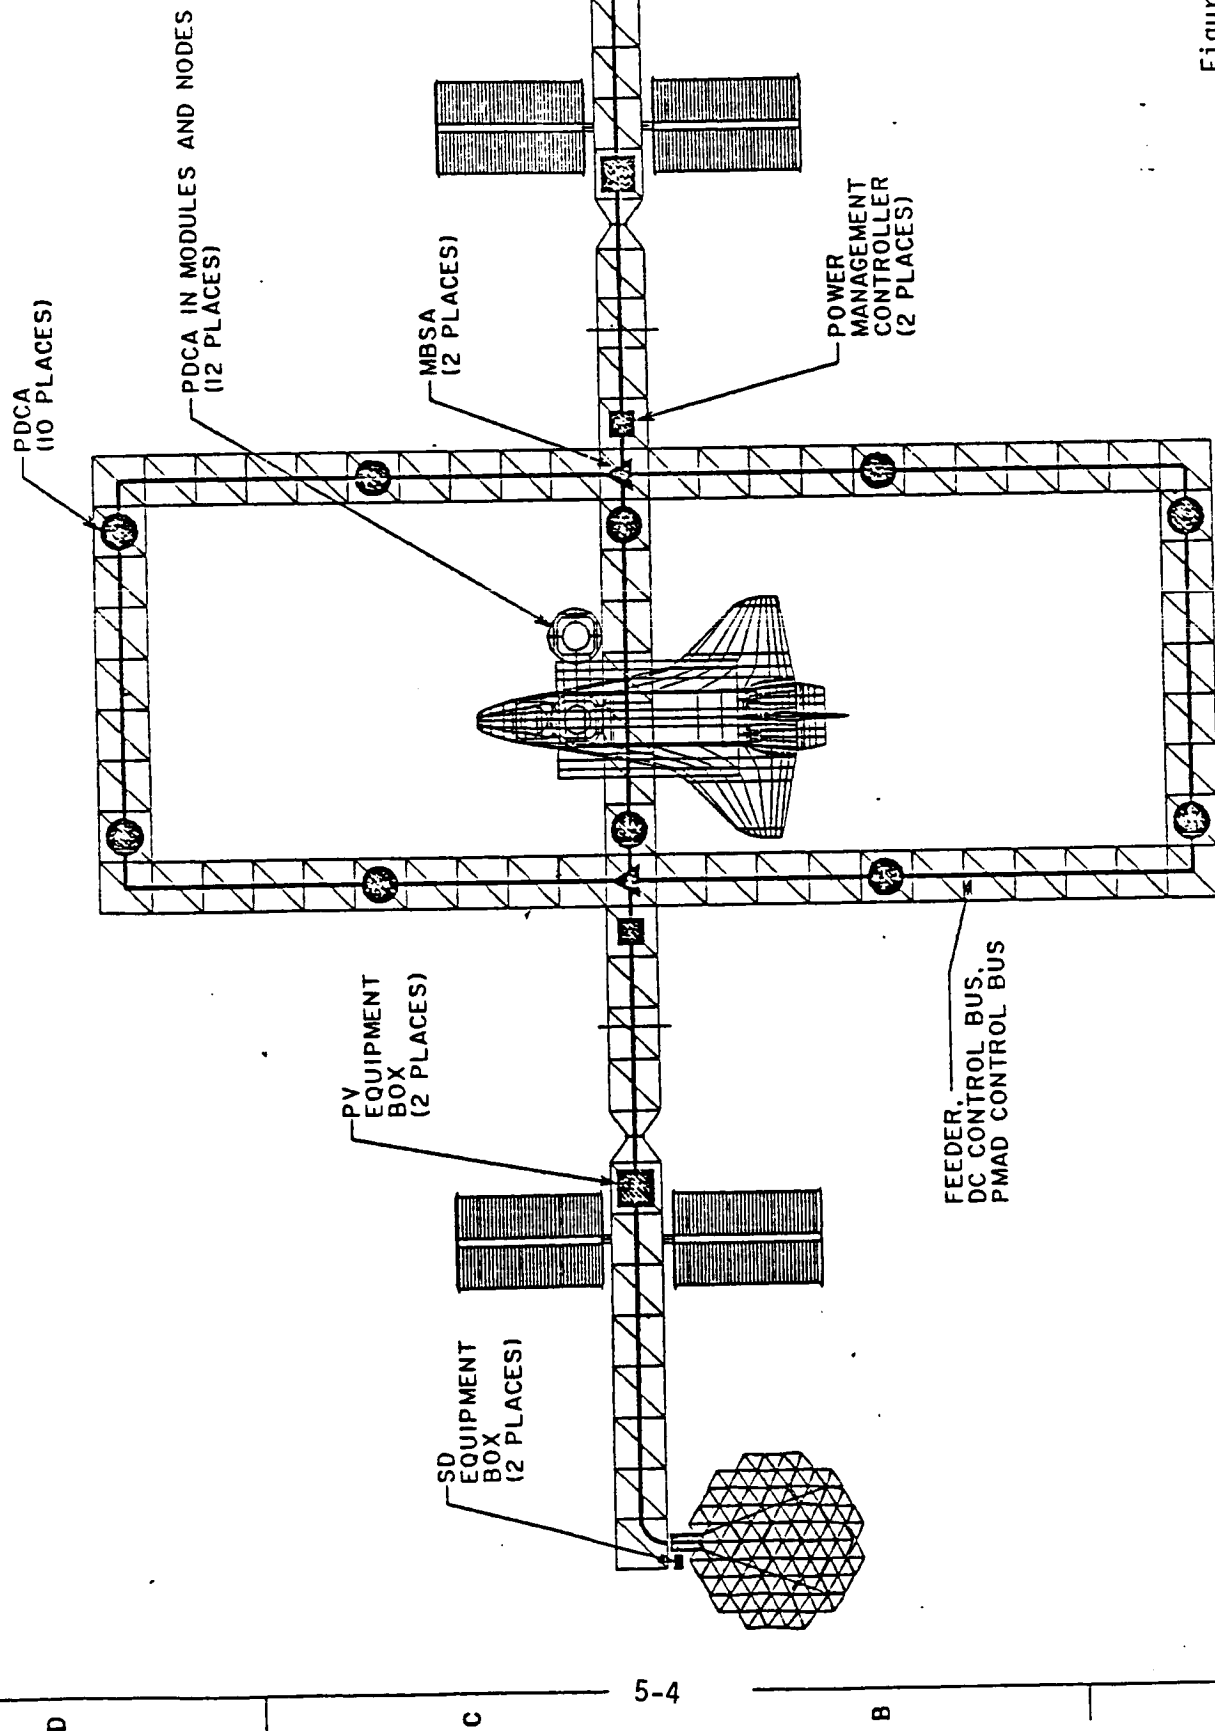 PDCA
(10 PLACES)
PDCA IN MODULES AND NODES
(12 PLACES)
MBSA
(2 PLACES)
POWER
MANAGEMENT
CONTROLLER
(2 PLACES)
PV
EQUIPMENT
BOX
(2 PLACES)
SD
EQUIPMENT
BOX
(2 PLACES)
FEEDER,
DC CONTROL BUS,
PMAD CONTROL BUS
5-4
D
C
B